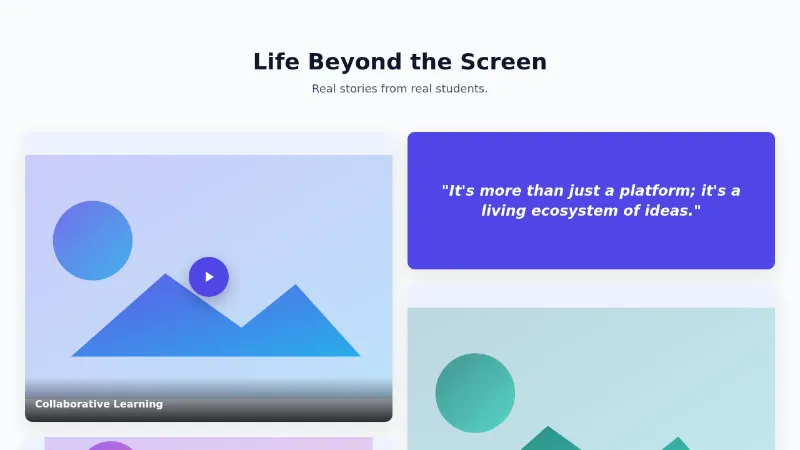 Life Beyond the Screen
Real stories from real students.
"It's more than just a platform; it's a
living ecosystem of ideas."
Collaborative Learning